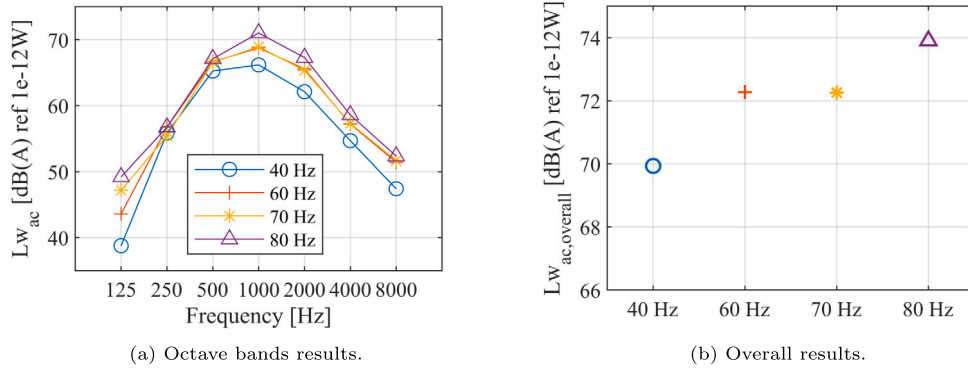 Lw_ac [dB(A) ref 1e-12W]
70
60
50
40
40 Hz
60 Hz
70 Hz
80 Hz
125 250 500 1000 2000 4000 8000
Frequency [Hz]
(a) Octave bands results.
Lw_ac,overall [dB(A) ref 1e-12W]
74
72
70
68
66
40 Hz 60 Hz 70 Hz 80 Hz
(b) Overall results.